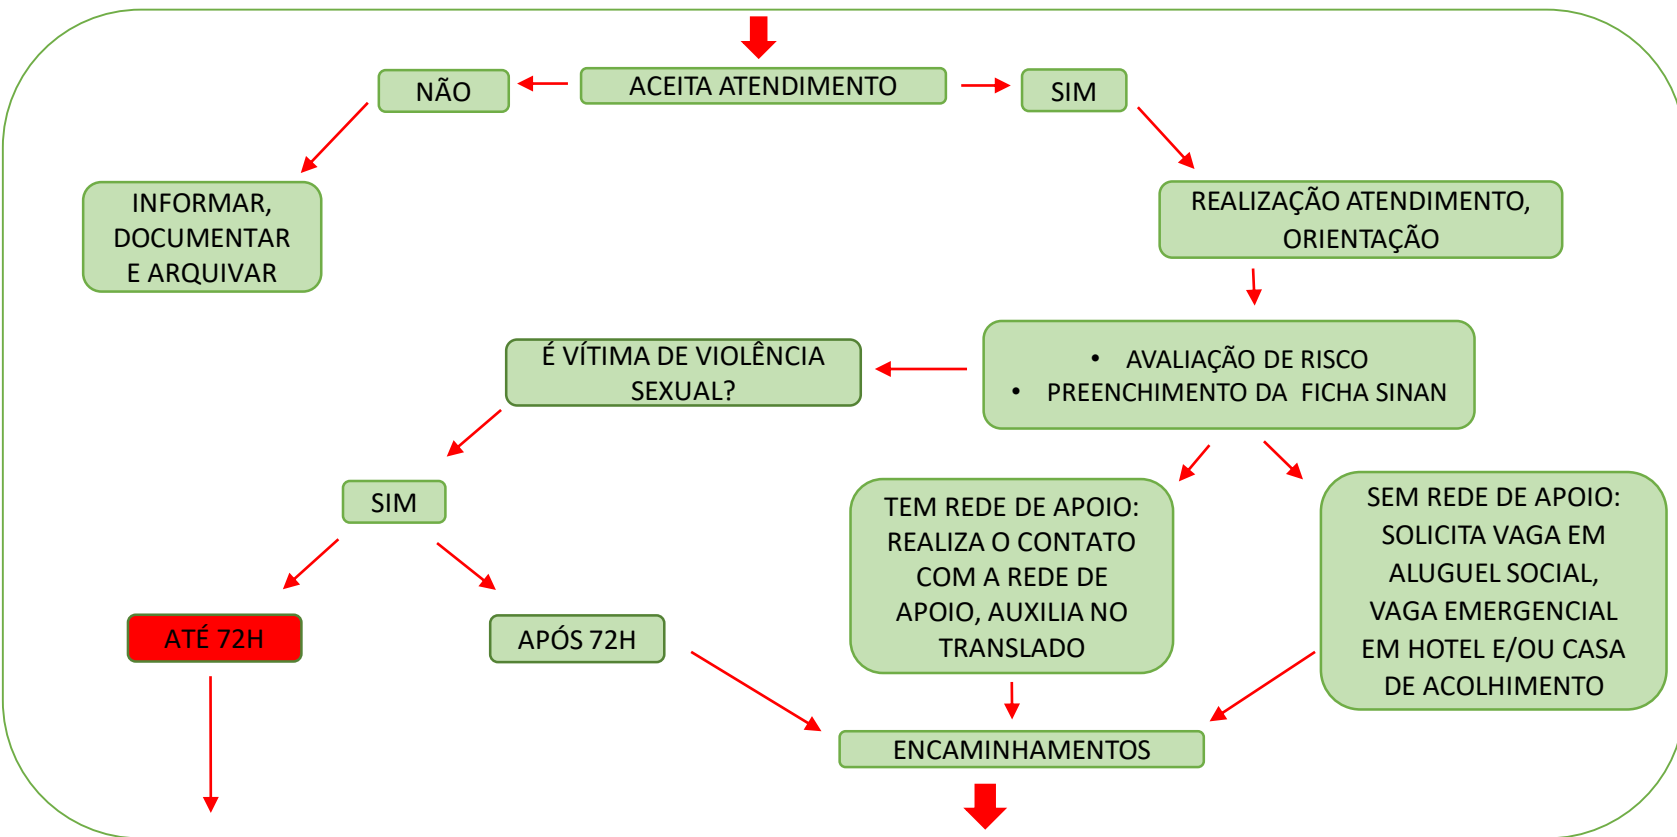 NÃO
ACEITA ATENDIMENTO
SIM
INFORMAR,
DOCUMENTAR
E ARQUIVAR
REALIZAÇÃO ATENDIMENTO,
ORIENTAÇÃO
É VÍTIMA DE VIOLÊNCIA
SEXUAL?
• AVALIAÇÃO DE RISCO
• PREENCHIMENTO DA FICHA SINAN
SIM
TEM REDE DE APOIO:
REALIZA O CONTATO
COM A REDE DE
APOIO, AUXILIA NO
TRANSLADO
SEM REDE DE APOIO:
SOLICITA VAGA EM
ALUGUEL SOCIAL,
VAGA EMERGENCIAL
EM HOTEL E/OU CASA
DE ACOLHIMENTO
ATÉ 72H
APÓS 72H
ENCAMINHAMENTOS